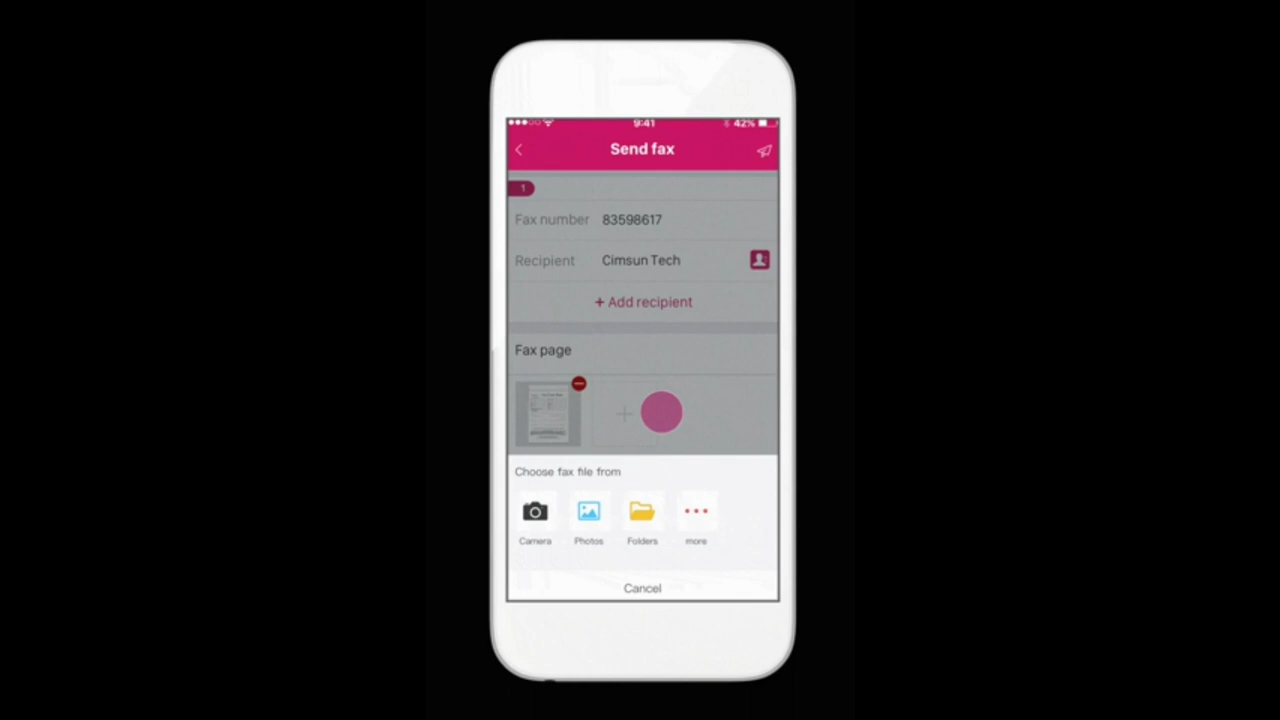 9:41 42%
Send fax
1
Fax number 83598617
Recipient Cimsun Tech
+ Add recipient
Fax page
Choose fax file from
Camera Photos Folders more
Cancel